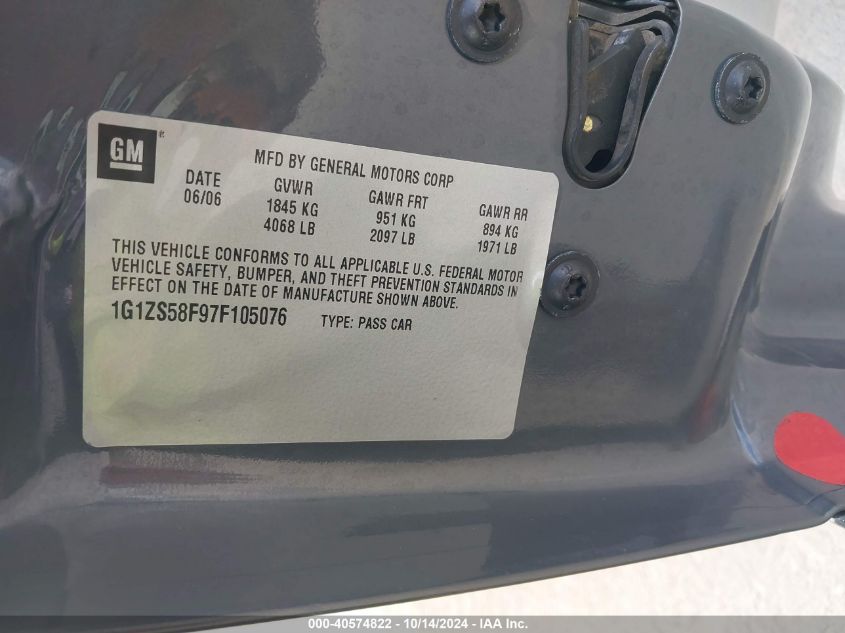 GM®
MFD BY GENERAL MOTORS CORP
DATE GVWR GAWR FRT GAWR RR
06/06 1845 KG 951 KG 894 KG
4068 LB 2097 LB 1971 LB
THIS VEHICLE CONFORMS TO ALL APPLICABLE U.S. FEDERAL MOTOR
VEHICLE SAFETY, BUMPER, AND THEFT PREVENTION STANDARDS IN
EFFECT ON THE DATE OF MANUFACTURE SHOWN ABOVE.
1G1ZS58F97F105076 TYPE: PASS CAR
000-40574822 - 10/14/2024 - IAA Inc.